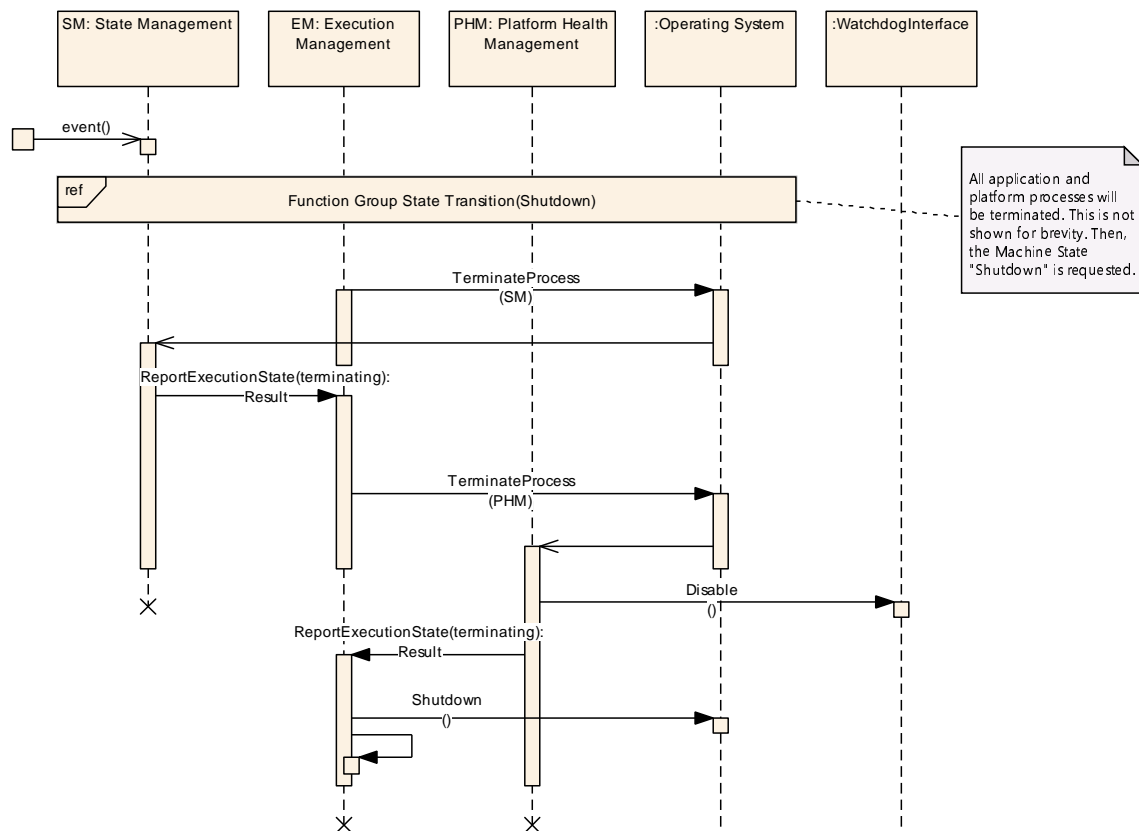 SM: State Management
EM: Execution
Management
PHM: Platform Health
Management
:Operating System
:WatchdogInterface
event()
ref
Function Group State Transition(Shutdown)
All application and
platform processes will
be terminated. This is not
shown for brevity. Then,
the Machine State
"Shutdown" is requested.
TerminateProcess
(SM)
ReportExecutionState(terminating):
Result
TerminateProcess
(PHM)
Disable
()
ReportExecutionState(terminating):
Result
Shutdown
()